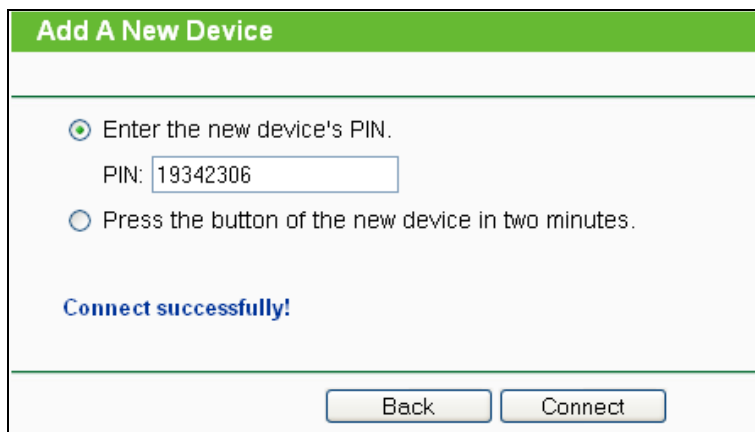 Add A New Device
Enter the new device's PIN.
PIN: 19342306
Press the button of the new device in two minutes.
Connect successfully!
Back Connect